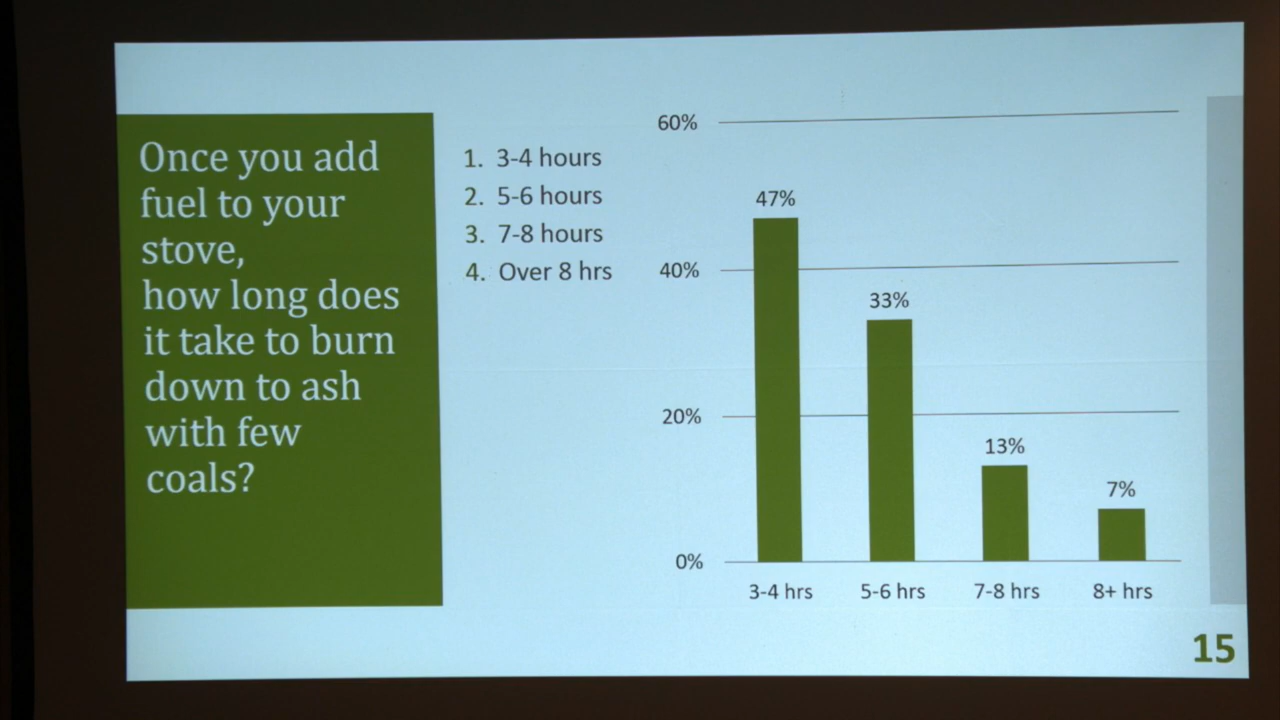 Once you add
fuel to your
stove,
how long does
it take to burn
down to ash
with few
coals?
1. 3-4 hours
2. 5-6 hours
3. 7-8 hours
4. Over 8 hrs
60%
40%
20%
0%
47%
33%
13%
7%
3-4 hrs
5-6 hrs
7-8 hrs
8+ hrs
15